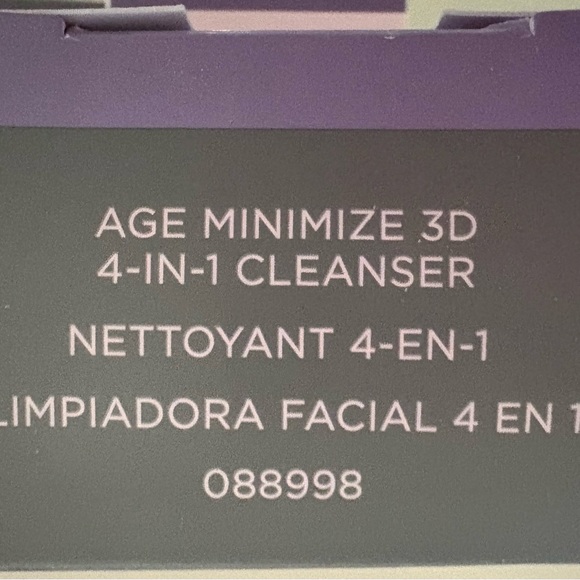 AGE MINIMIZE 3D
4-IN-1 CLEANSER
NETTOYANT 4-EN-1
LIMPIADORA FACIAL 4 EN 1
088998